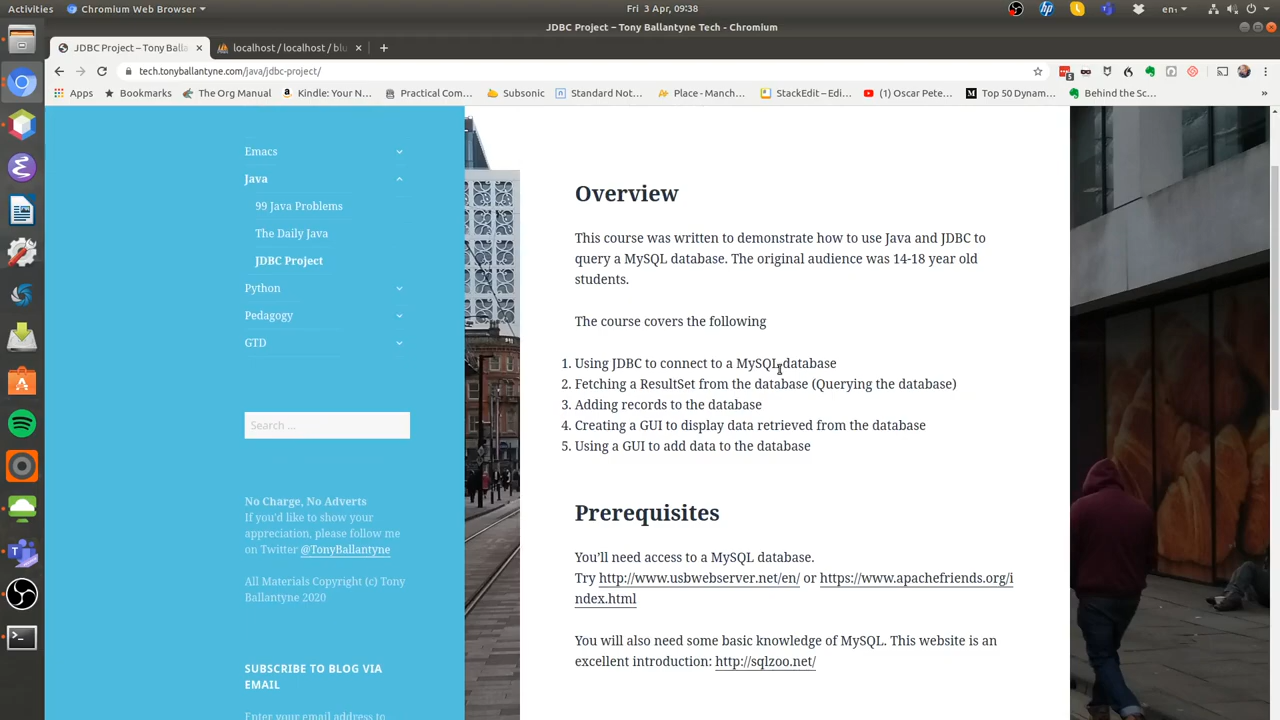 Activities
Chromium Web Browser
Fri 3 Apr, 09:38
en₁
JDBC Project – Tony Ballantyne Tech - Chromium
JDBC Project – Tony Balla
localhost / localhost / blu
tech.tonyballantyne.com/java/jdbc-project/
5
Apps
Bookmarks
The Org Manual
Kindle: Your N...
Practical Com...
Subsonic
Standard Not...
Place - Manch...
StackEdit – Edi...
(1) Oscar Pete...
Top 50 Dynam...
Behind the Sc...
»
Emacs
Java
99 Java Problems
The Daily Java
JDBC Project
Python
Pedagogy
GTD
Search ...
No Charge, No Adverts
If you'd like to show your
appreciation, please follow me
on Twitter @TonyBallantyne
All Materials Copyright (c) Tony
Ballantyne 2020
SUBSCRIBE TO BLOG VIA
EMAIL
Enter your email address to
Overview
This course was written to demonstrate how to use Java and JDBC to
query a MySQL database. The original audience was 14-18 year old
students.
The course covers the following
1. Using JDBC to connect to a MySQL database
2. Fetching a ResultSet from the database (Querying the database)
3. Adding records to the database
4. Creating a GUI to display data retrieved from the database
5. Using a GUI to add data to the database
Prerequisites
You’ll need access to a MySQL database.
Try http://www.usbwebserver.net/en/ or https://www.apachefriends.org/i
ndex.html
You will also need some basic knowledge of MySQL. This website is an
excellent introduction: http://sqlzoo.net/